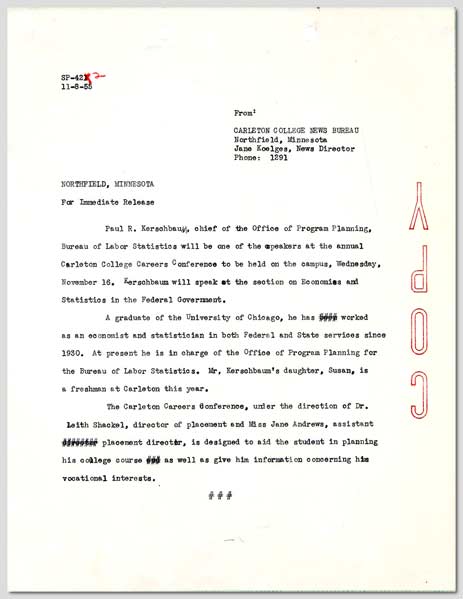 SP-42 2
11-8-55
From:
CARLETON COLLEGE NEWS BUREAU
Northfield, Minnesota
Jane Koelges, News Director
Phone: 1291
NORTHFIELD, MINNESOTA
For Immediate Release
Paul R. Kerschbaum, chief of the Office of Program Planning,
Bureau of Labor Statistics will be one of the speakers at the annual
Carleton College Careers Conference to be held on the campus, Wednesday,
November 16. Kerschbaum will speak at the section on Economics and
Statistics in the Federal Government.
A graduate of the University of Chicago, he has #### worked
as an economist and statistician in both Federal and State services since
1930. At present he is in charge of the Office of Program Planning for
the Bureau of Labor Statistics. Mr. Kerschbaum's daughter, Susan, is
a freshman at Carleton this year.
The Carleton Careers Conference, under the direction of Dr.
Leith Shackel, director of placement and Miss Jane Andrews, assistant
placement director, is designed to aid the student in planning
his college course ### as well as give him information concerning his
vocational interests.
# # #
COPY